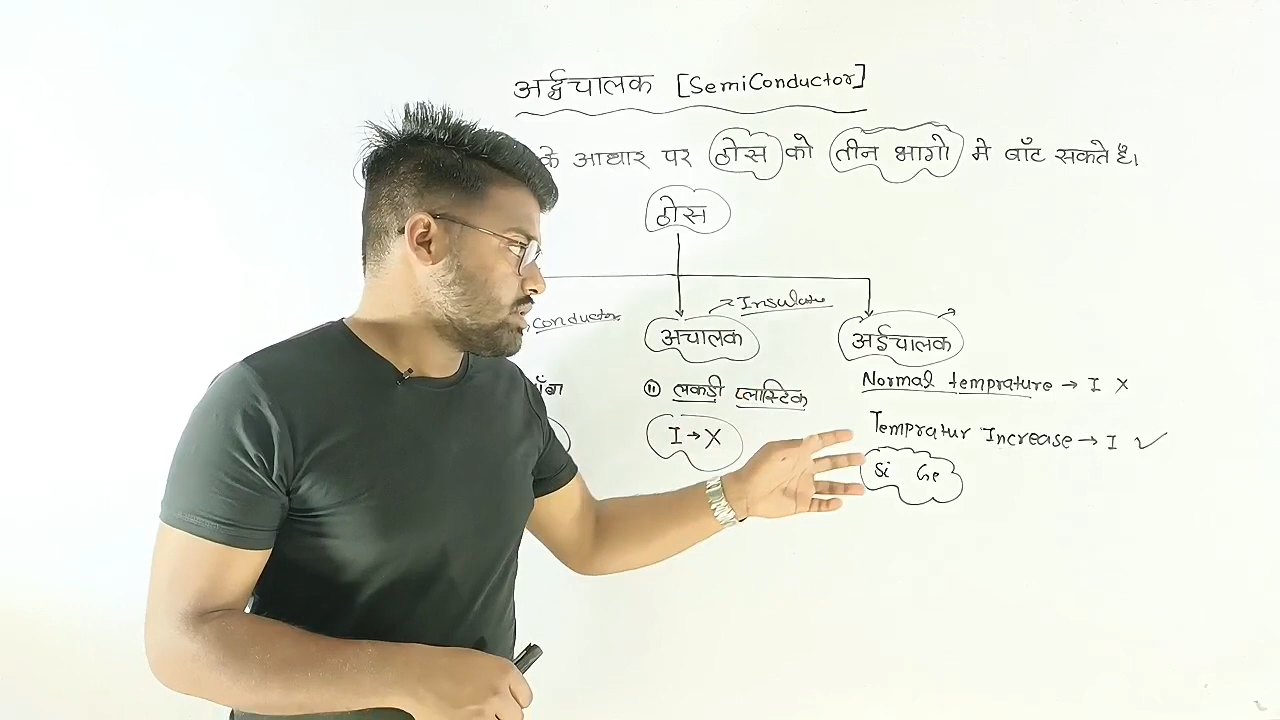 अर्द्धचालक [SemiConductor]
के आधार पर ठोस को तीन भागो मे बाँट सकते है।
ठोस
Conductor
अचालक
अर्द्धचालक
Normal temprature → I X
(ii) लकडी प्लास्टिक
Tempratur Increase → I ✓
I → X
Si Ge